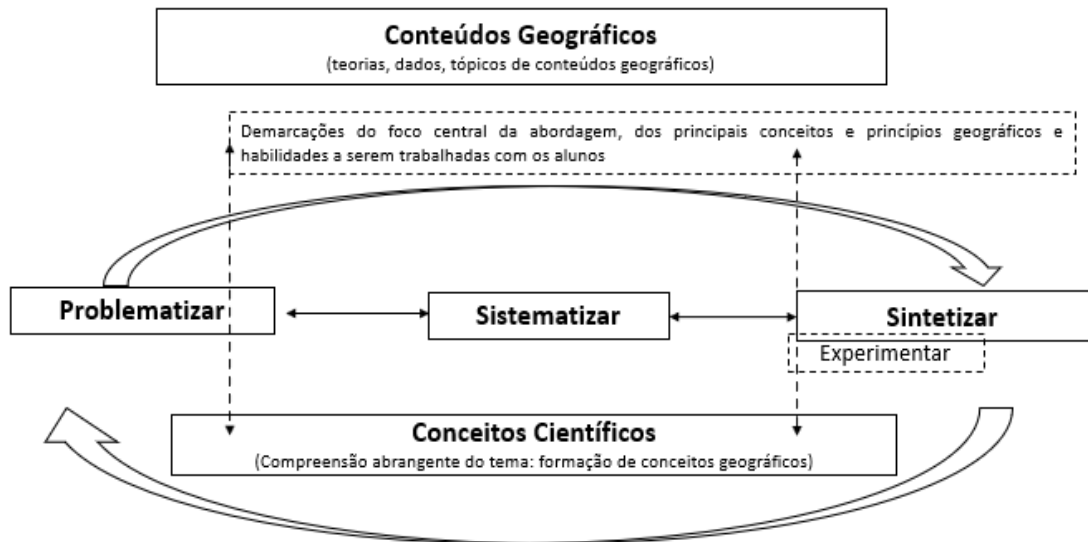 Conteúdos Geográficos
(teorias, dados, tópicos de conteúdos geográficos)
Demarcações do foco central da abordagem, dos principais conceitos e princípios geográficos e
habilidades a serem trabalhadas com os alunos
Problematizar
Sistematizar
Sintetizar
Experimentar
Conceitos Científicos
(Compreensão abrangente do tema: formação de conceitos geográficos)